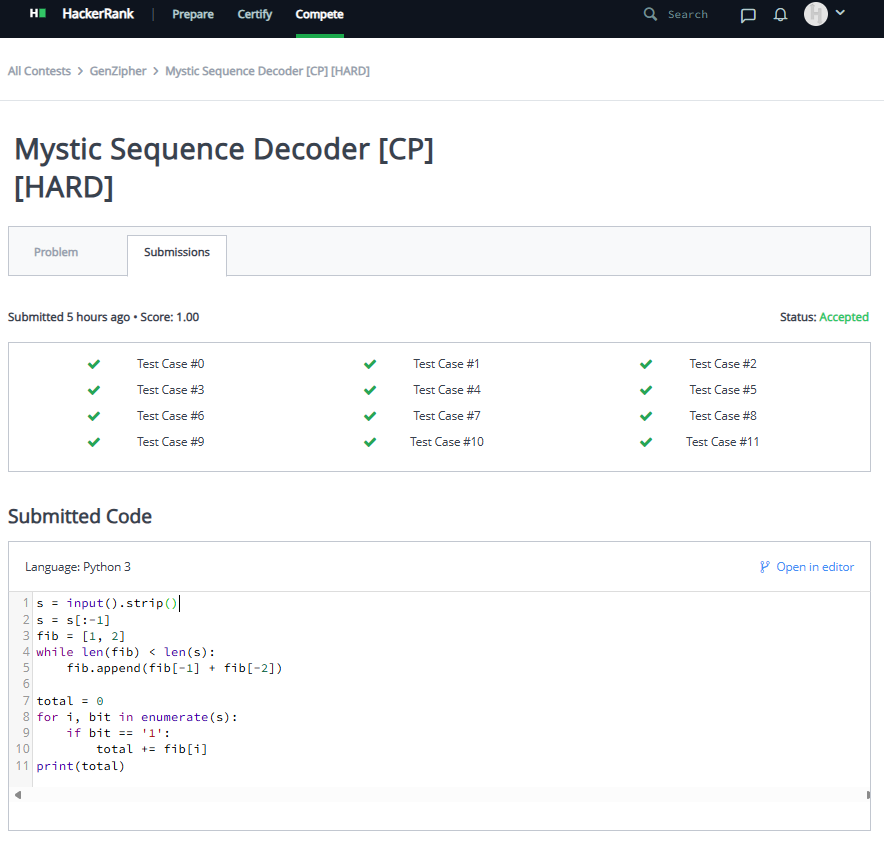 HackerRank | Prepare Certify Compete Search
All Contests > GenZipher > Mystic Sequence Decoder [CP] [HARD]
Mystic Sequence Decoder [CP]
[HARD]
Problem Submissions
Submitted 5 hours ago • Score: 1.00 Status: Accepted
Test Case #0 Test Case #1 Test Case #2
Test Case #3 Test Case #4 Test Case #5
Test Case #6 Test Case #7 Test Case #8
Test Case #9 Test Case #10 Test Case #11
Submitted Code
Language: Python 3 Open in editor
1 s = input().strip()
2 s = s[:-1]
3 fib = [1, 2]
4 while len(fib) < len(s):
5     fib.append(fib[-1] + fib[-2])
6
7 total = 0
8 for i, bit in enumerate(s):
9     if bit == '1':
10         total += fib[i]
11 print(total)